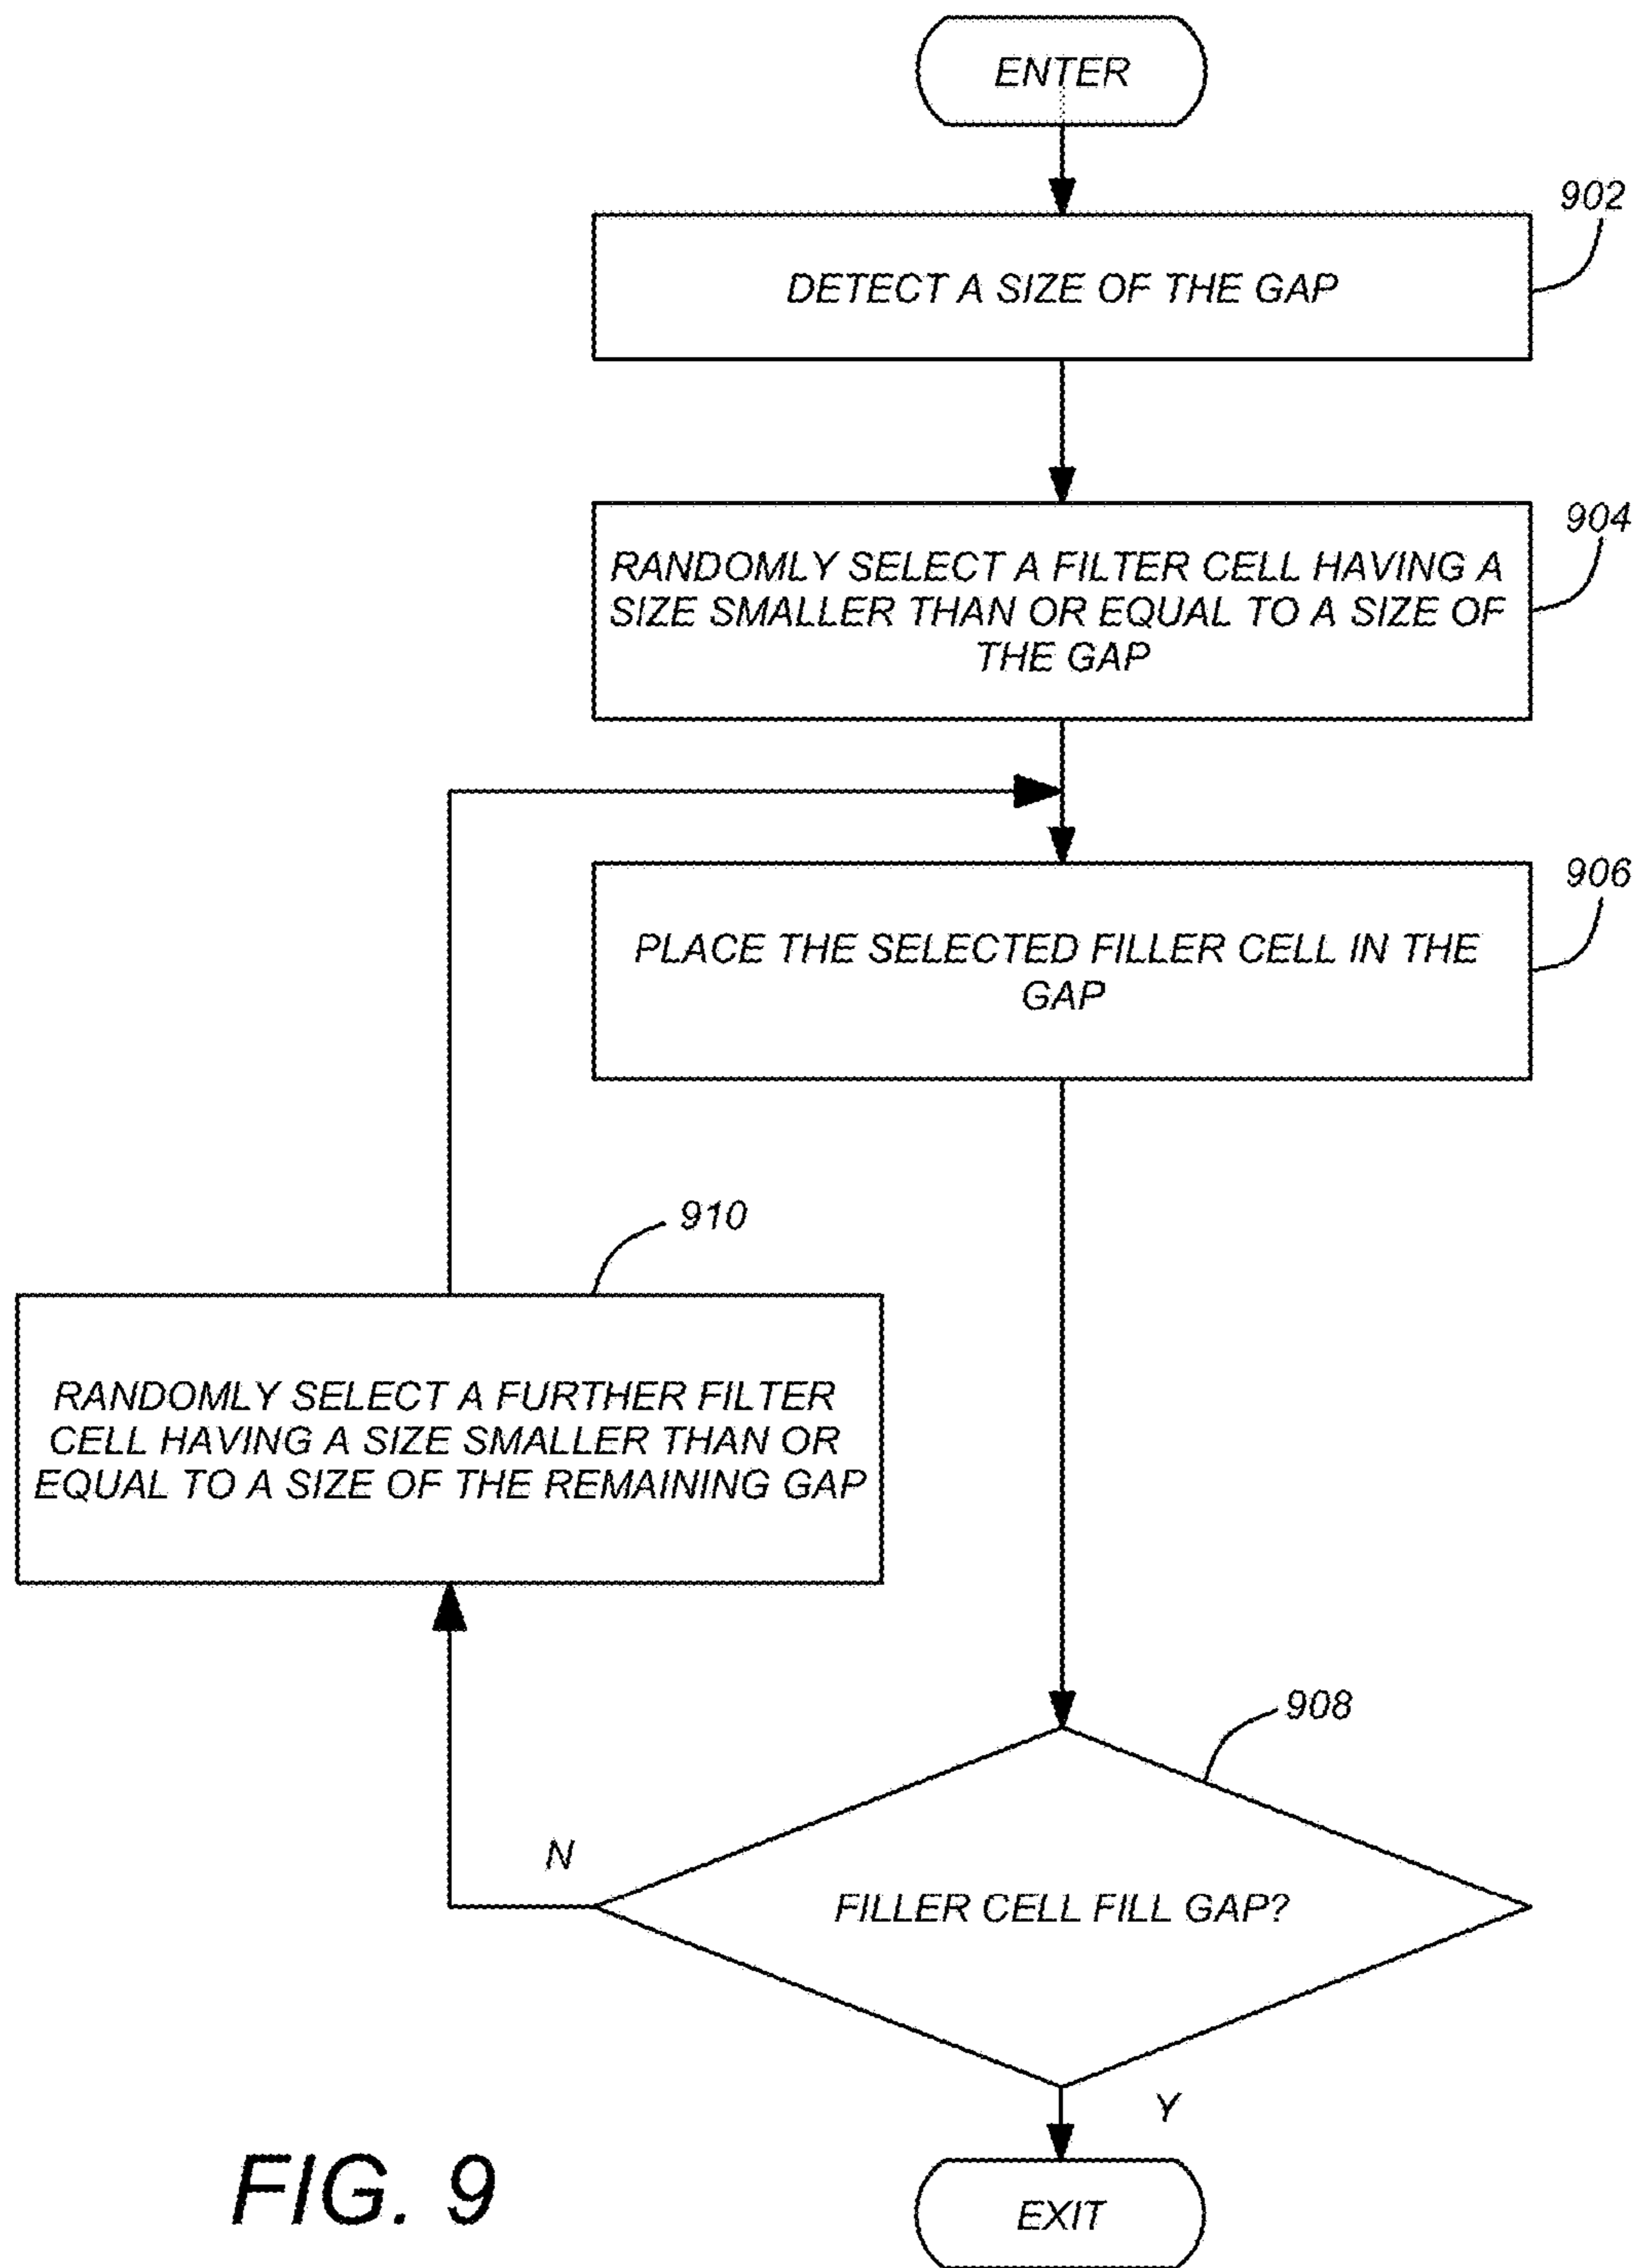 ENTER
902
DETECT A SIZE OF THE GAP
904
RANDOMLY SELECT A FILTER CELL HAVING A
SIZE SMALLER THAN OR EQUAL TO A SIZE OF
THE GAP
906
PLACE THE SELECTED FILLER CELL IN THE
GAP
910
RANDOMLY SELECT A FURTHER FILTER
CELL HAVING A SIZE SMALLER THAN OR
EQUAL TO A SIZE OF THE REMAINING GAP
908
N
FILLER CELL FILL GAP?
Y
FIG. 9
EXIT